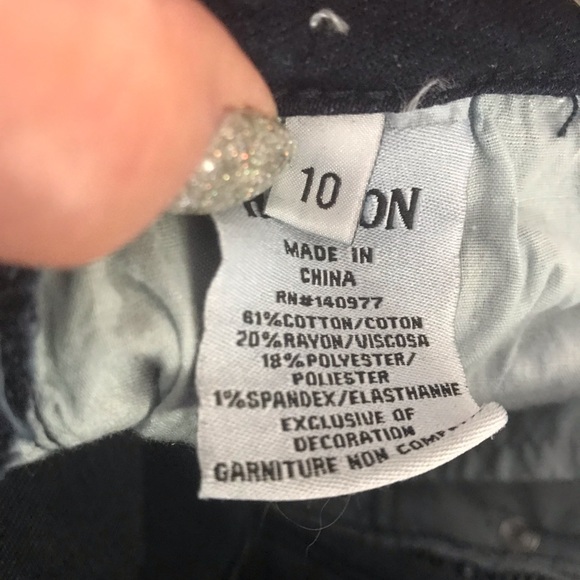 10
ON
MADE IN
CHINA
RN#140977
61%COTTON/COTON
20%RAYON/VISCOSA
18%POLYESTER/
POLIESTER
1%SPANDEX/ELASTHANNE
EXCLUSIVE OF
DECORATION
GARNITURE NON